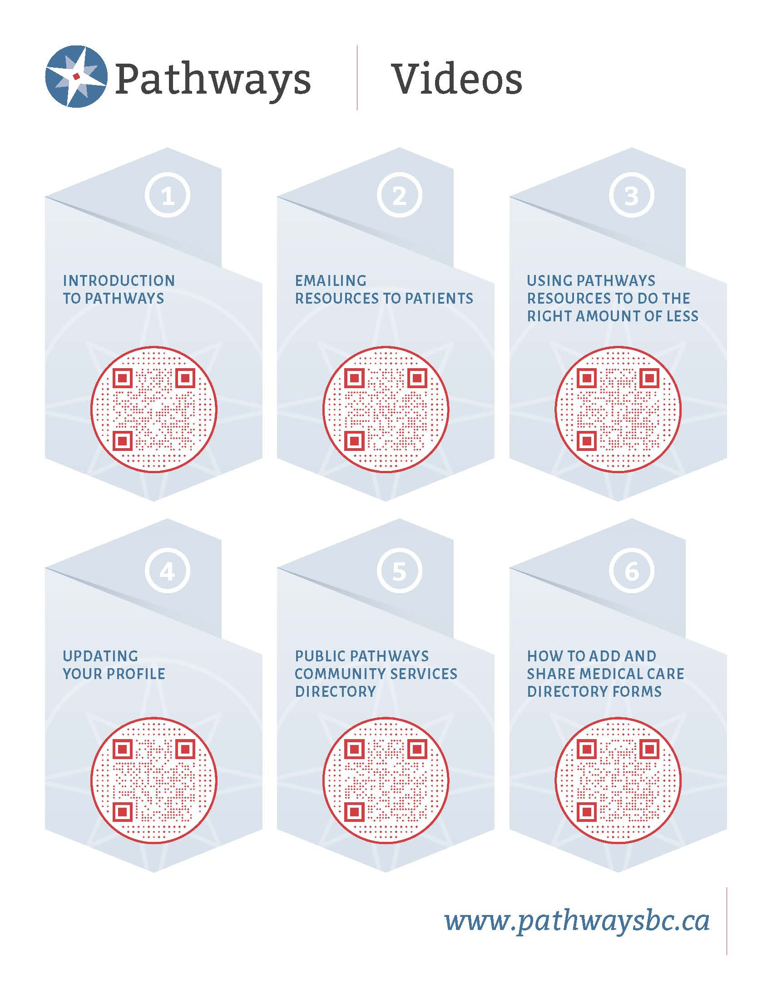 Pathways
Videos
1
2
3
INTRODUCTION
TO PATHWAYS
EMAILING
RESOURCES TO PATIENTS
USING PATHWAYS
RESOURCES TO DO THE
RIGHT AMOUNT OF LESS
4
5
6
UPDATING
YOUR PROFILE
PUBLIC PATHWAYS
COMMUNITY SERVICES
DIRECTORY
HOW TO ADD AND
SHARE MEDICAL CARE
DIRECTORY FORMS
www.pathwaysbc.ca